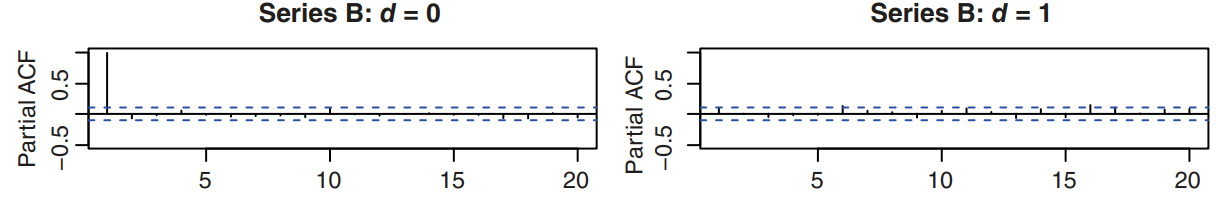 Series B: d = 0
Partial ACF
−0.5 0.5
5 10 15 20
Series B: d = 1
Partial ACF
−0.5 0.5
5 10 15 20